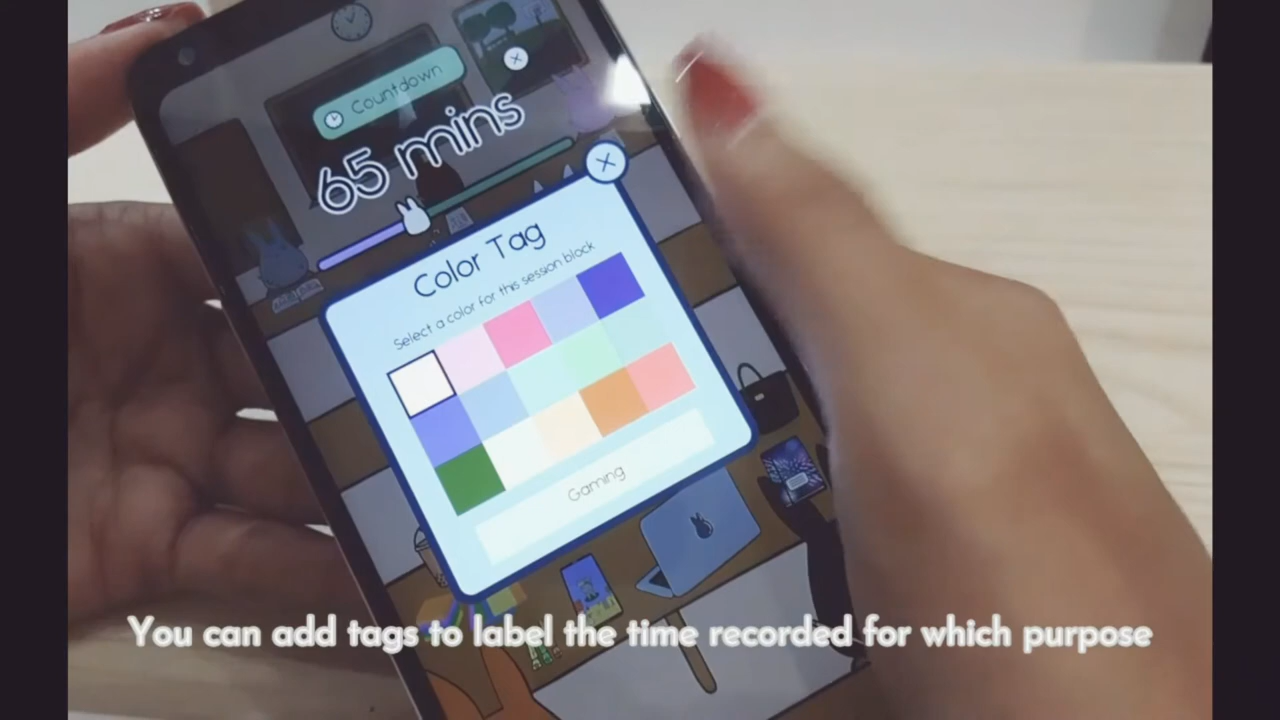 Countdown
65 mins
Color Tag
Select a color for this session block
Gaming
You can add tags to label the time recorded for which purpose